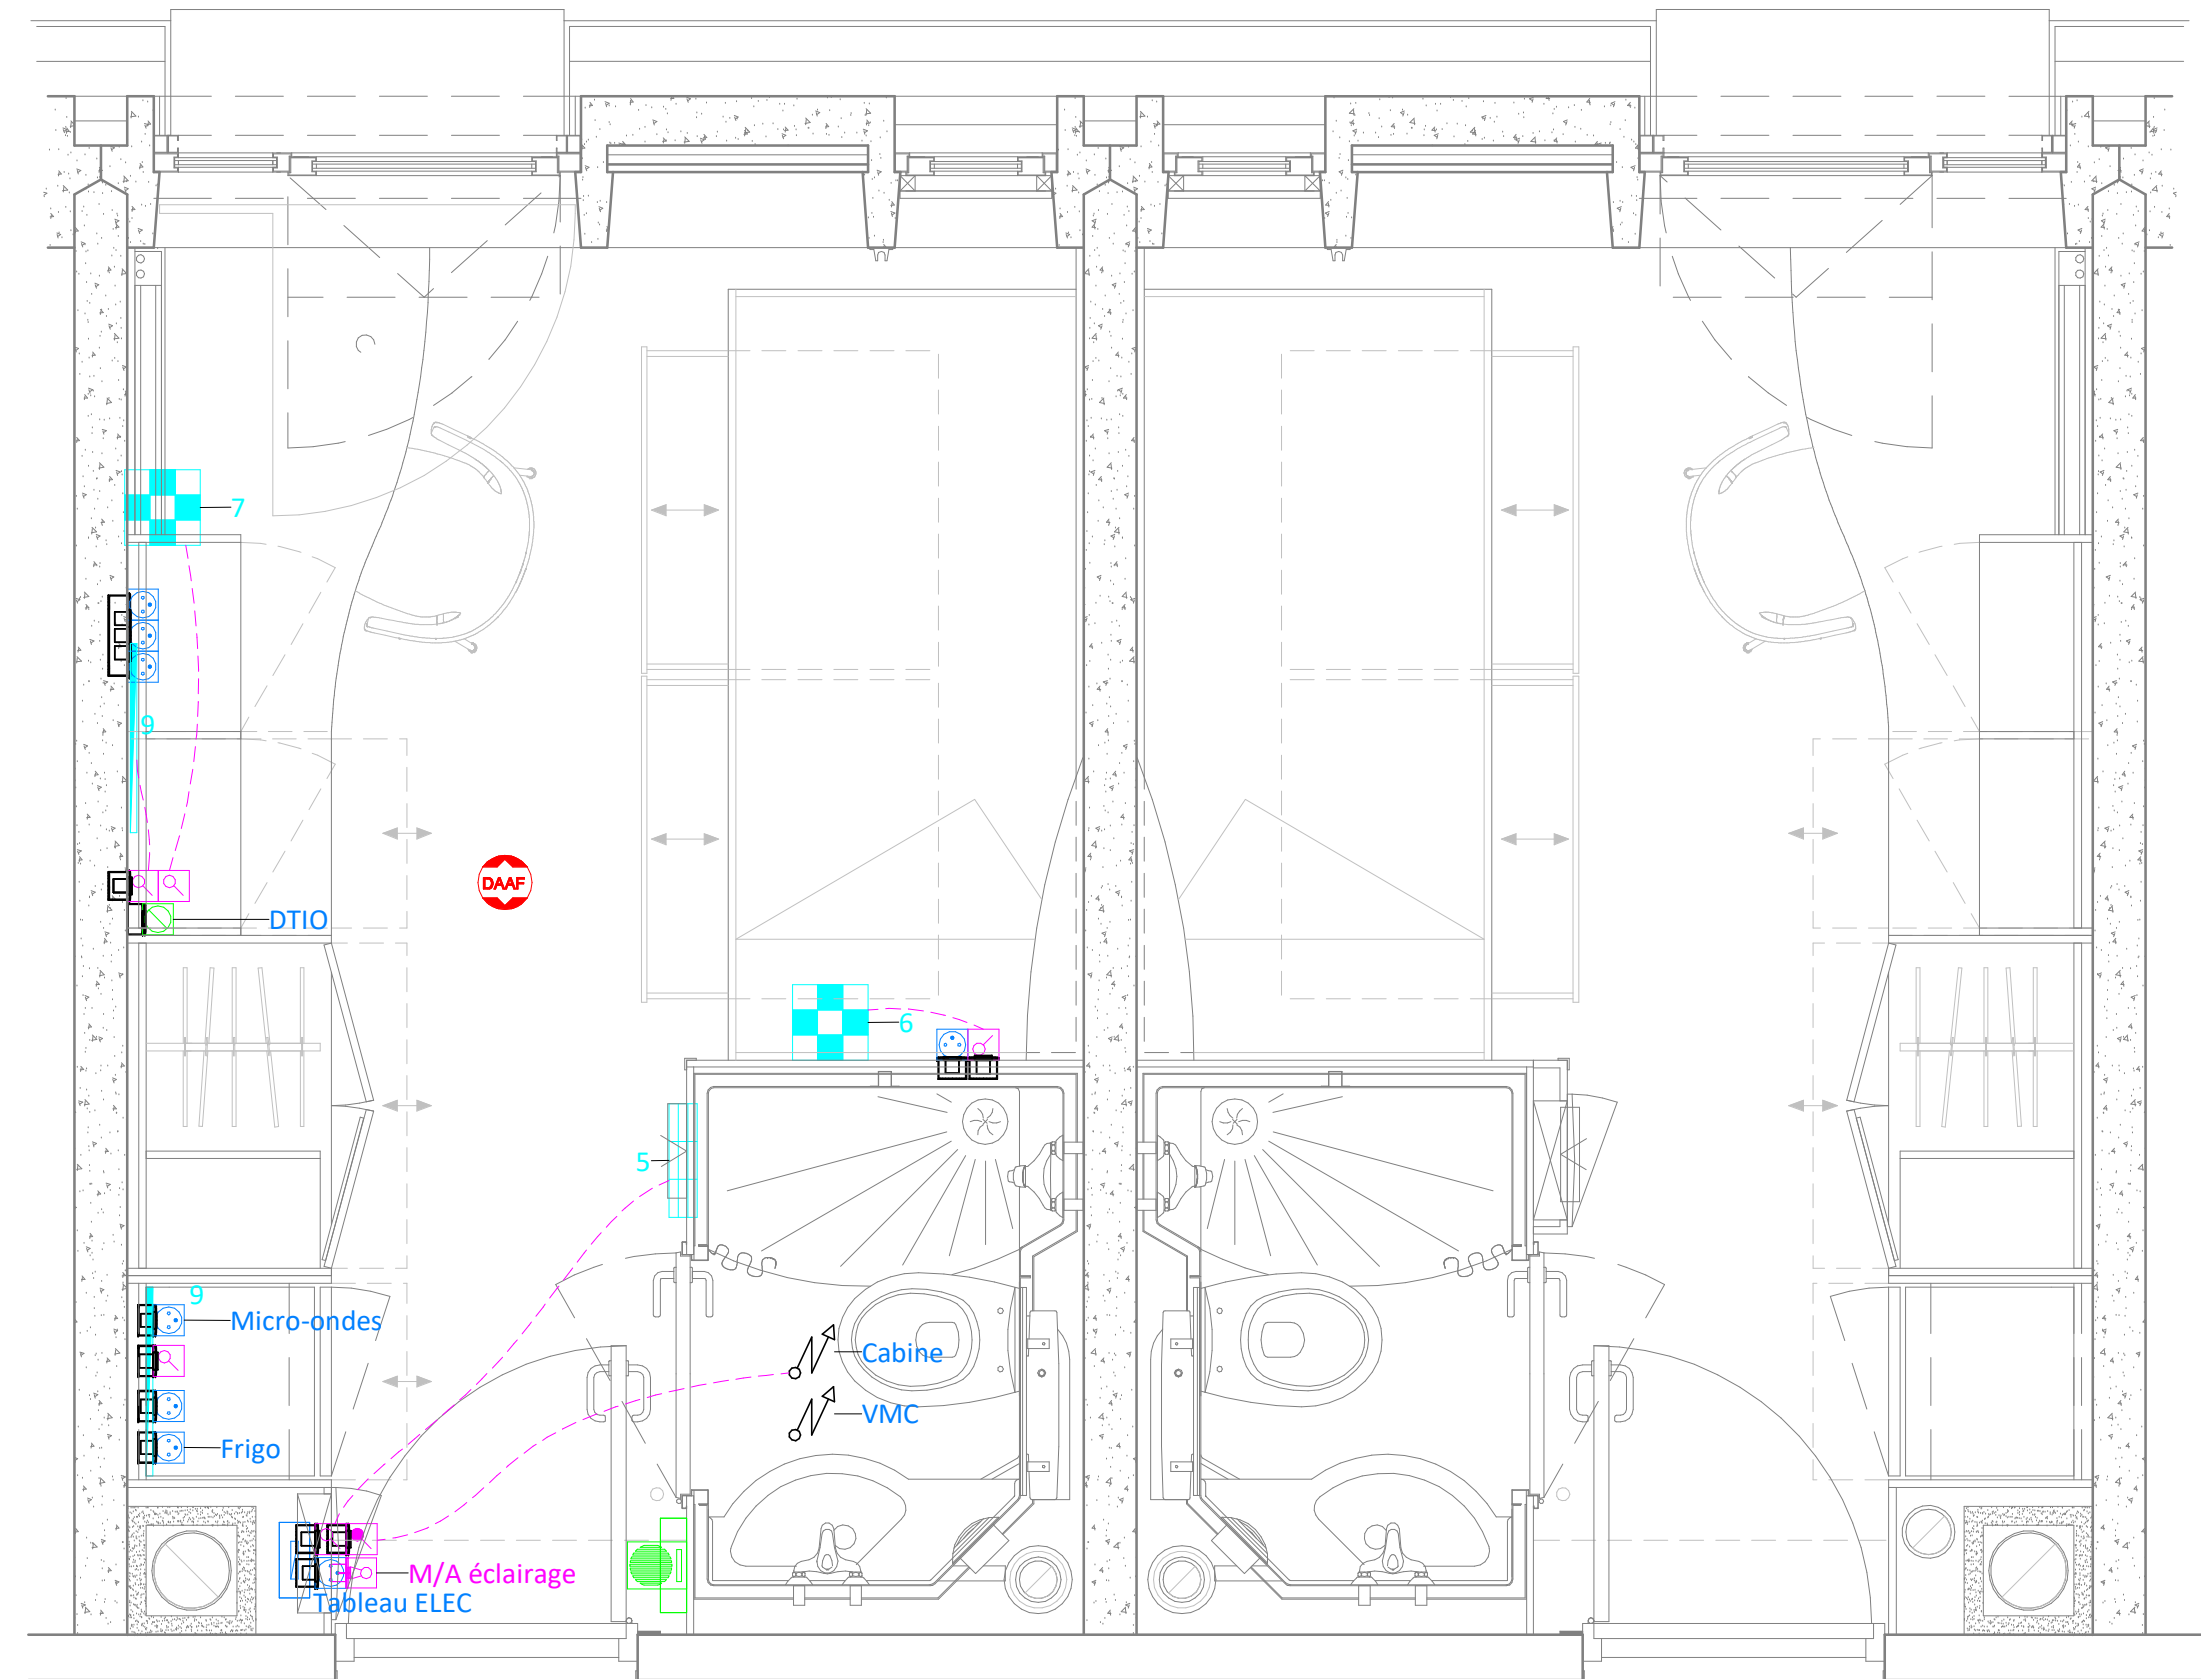 7
9
DAAF
DTIO
6
5
9
Micro-ondes
Cabine
VMC
Frigo
M/A éclairage
Tableau ELEC